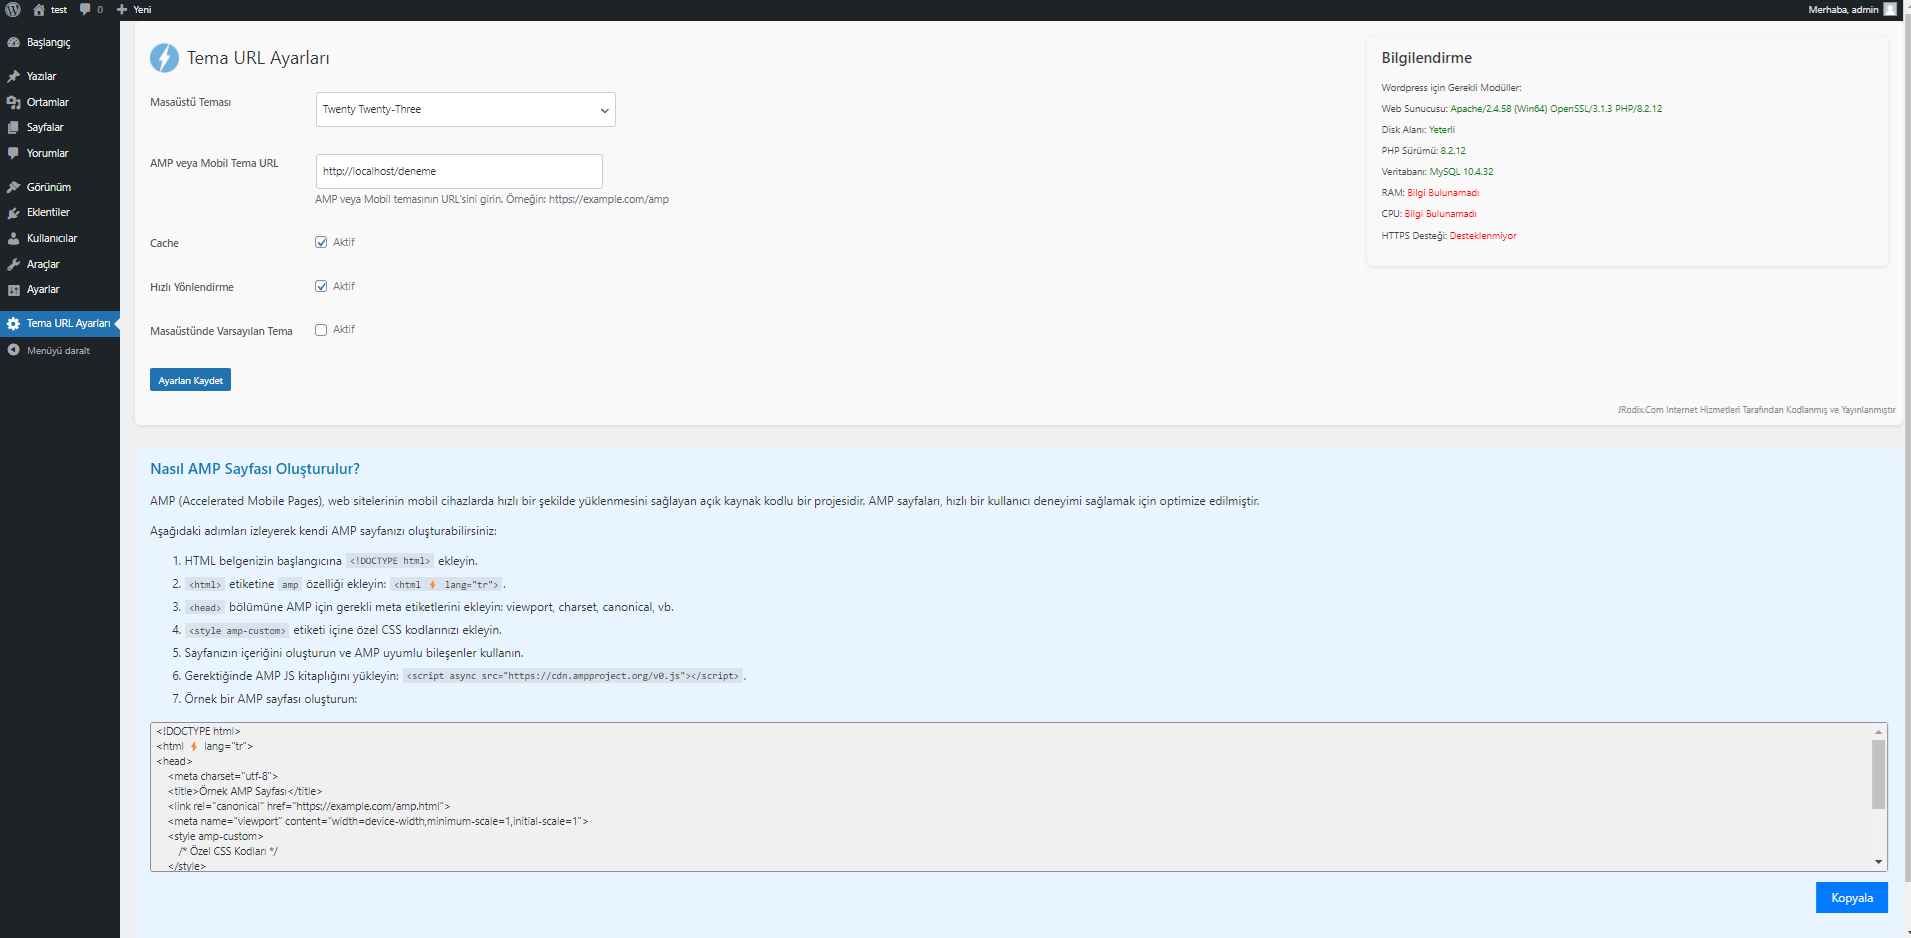 test
0
Yeni
Merhaba, admin
Başlangıç
Yazılar
Ortamlar
Sayfalar
Yorumlar
Görünüm
Eklentiler
Kullanıcılar
Araçlar
Ayarlar
Tema URL Ayarları
Menüyü daralt
Tema URL Ayarları
Masaüstü Teması
Twenty Twenty-Three
AMP veya Mobil Tema URL
http://localhost/deneme
AMP veya Mobil temasının URL'sini girin. Örneğin: https://example.com/amp
Cache
Aktif
Hızlı Yönlendirme
Aktif
Masaüstünde Varsayılan Tema
Aktif
Ayarları Kaydet
Bilgilendirme
Wordpress için Gerekli Modüller:
Web Sunucusu: Apache/2.4.58 (Win64) OpenSSL/3.1.3 PHP/8.2.12
Disk Alanı: Yeterli
PHP Sürümü: 8.2.12
Veritabanı: MySQL 10.4.32
RAM: Bilgi Bulunamadı
CPU: Bilgi Bulunamadı
HTTPS Desteği: Desteklenmiyor
JRodix.Com Internet Hizmetleri Tarafından Kodlanmış ve Yayınlanmıştır
Nasıl AMP Sayfası Oluşturulur?
AMP (Accelerated Mobile Pages), web sitelerinin mobil cihazlarda hızlı bir şekilde yüklenmesini sağlayan açık kaynak kodlu bir projesidir. AMP sayfaları, hızlı bir kullanıcı deneyimi sağlamak için optimize edilmiştir.
Aşağıdaki adımları izleyerek kendi AMP sayfanızı oluşturabilirsiniz:
1. HTML belgenizin başlangıcına <!DOCTYPE html> ekleyin.
2. <html> etiketine amp özelliği ekleyin: <html ⚡ lang="tr">.
3. <head> bölümüne AMP için gerekli meta etiketlerini ekleyin: viewport, charset, canonical, vb.
4. <style amp-custom> etiketi içine özel CSS kodlarınızı ekleyin.
5. Sayfanızın içeriğini oluşturun ve AMP uyumlu bileşenler kullanın.
6. Gerektiğinde AMP JS kitaplığını yükleyin: <script async src="https://cdn.ampproject.org/v0.js"></script>.
7. Örnek bir AMP sayfası oluşturun:
<!DOCTYPE html>
<html ⚡ lang="tr">
<head>
<meta charset="utf-8">
<title>Örnek AMP Sayfası</title>
<link rel="canonical" href="https://example.com/amp.html">
<meta name="viewport" content="width=device-width,minimum-scale=1,initial-scale=1">
<style amp-custom>
/* Özel CSS Kodları */
</style>
Kopyala